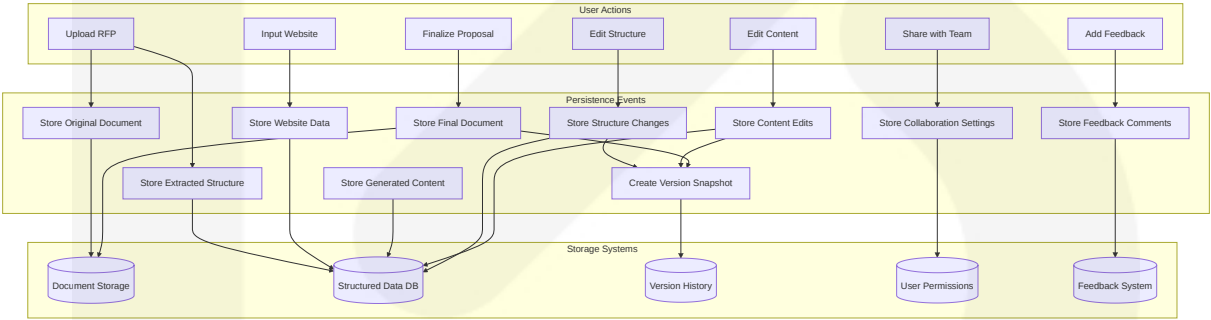 User Actions
Upload RFP
Input Website
Finalize Proposal
Edit Structure
Edit Content
Share with Team
Add Feedback
Persistence Events
Store Original Document
Store Website Data
Store Final Document
Store Structure Changes
Store Content Edits
Store Collaboration Settings
Store Feedback Comments
Store Extracted Structure
Store Generated Content
Create Version Snapshot
Storage Systems
Document Storage
Structured Data DB
Version History
User Permissions
Feedback System